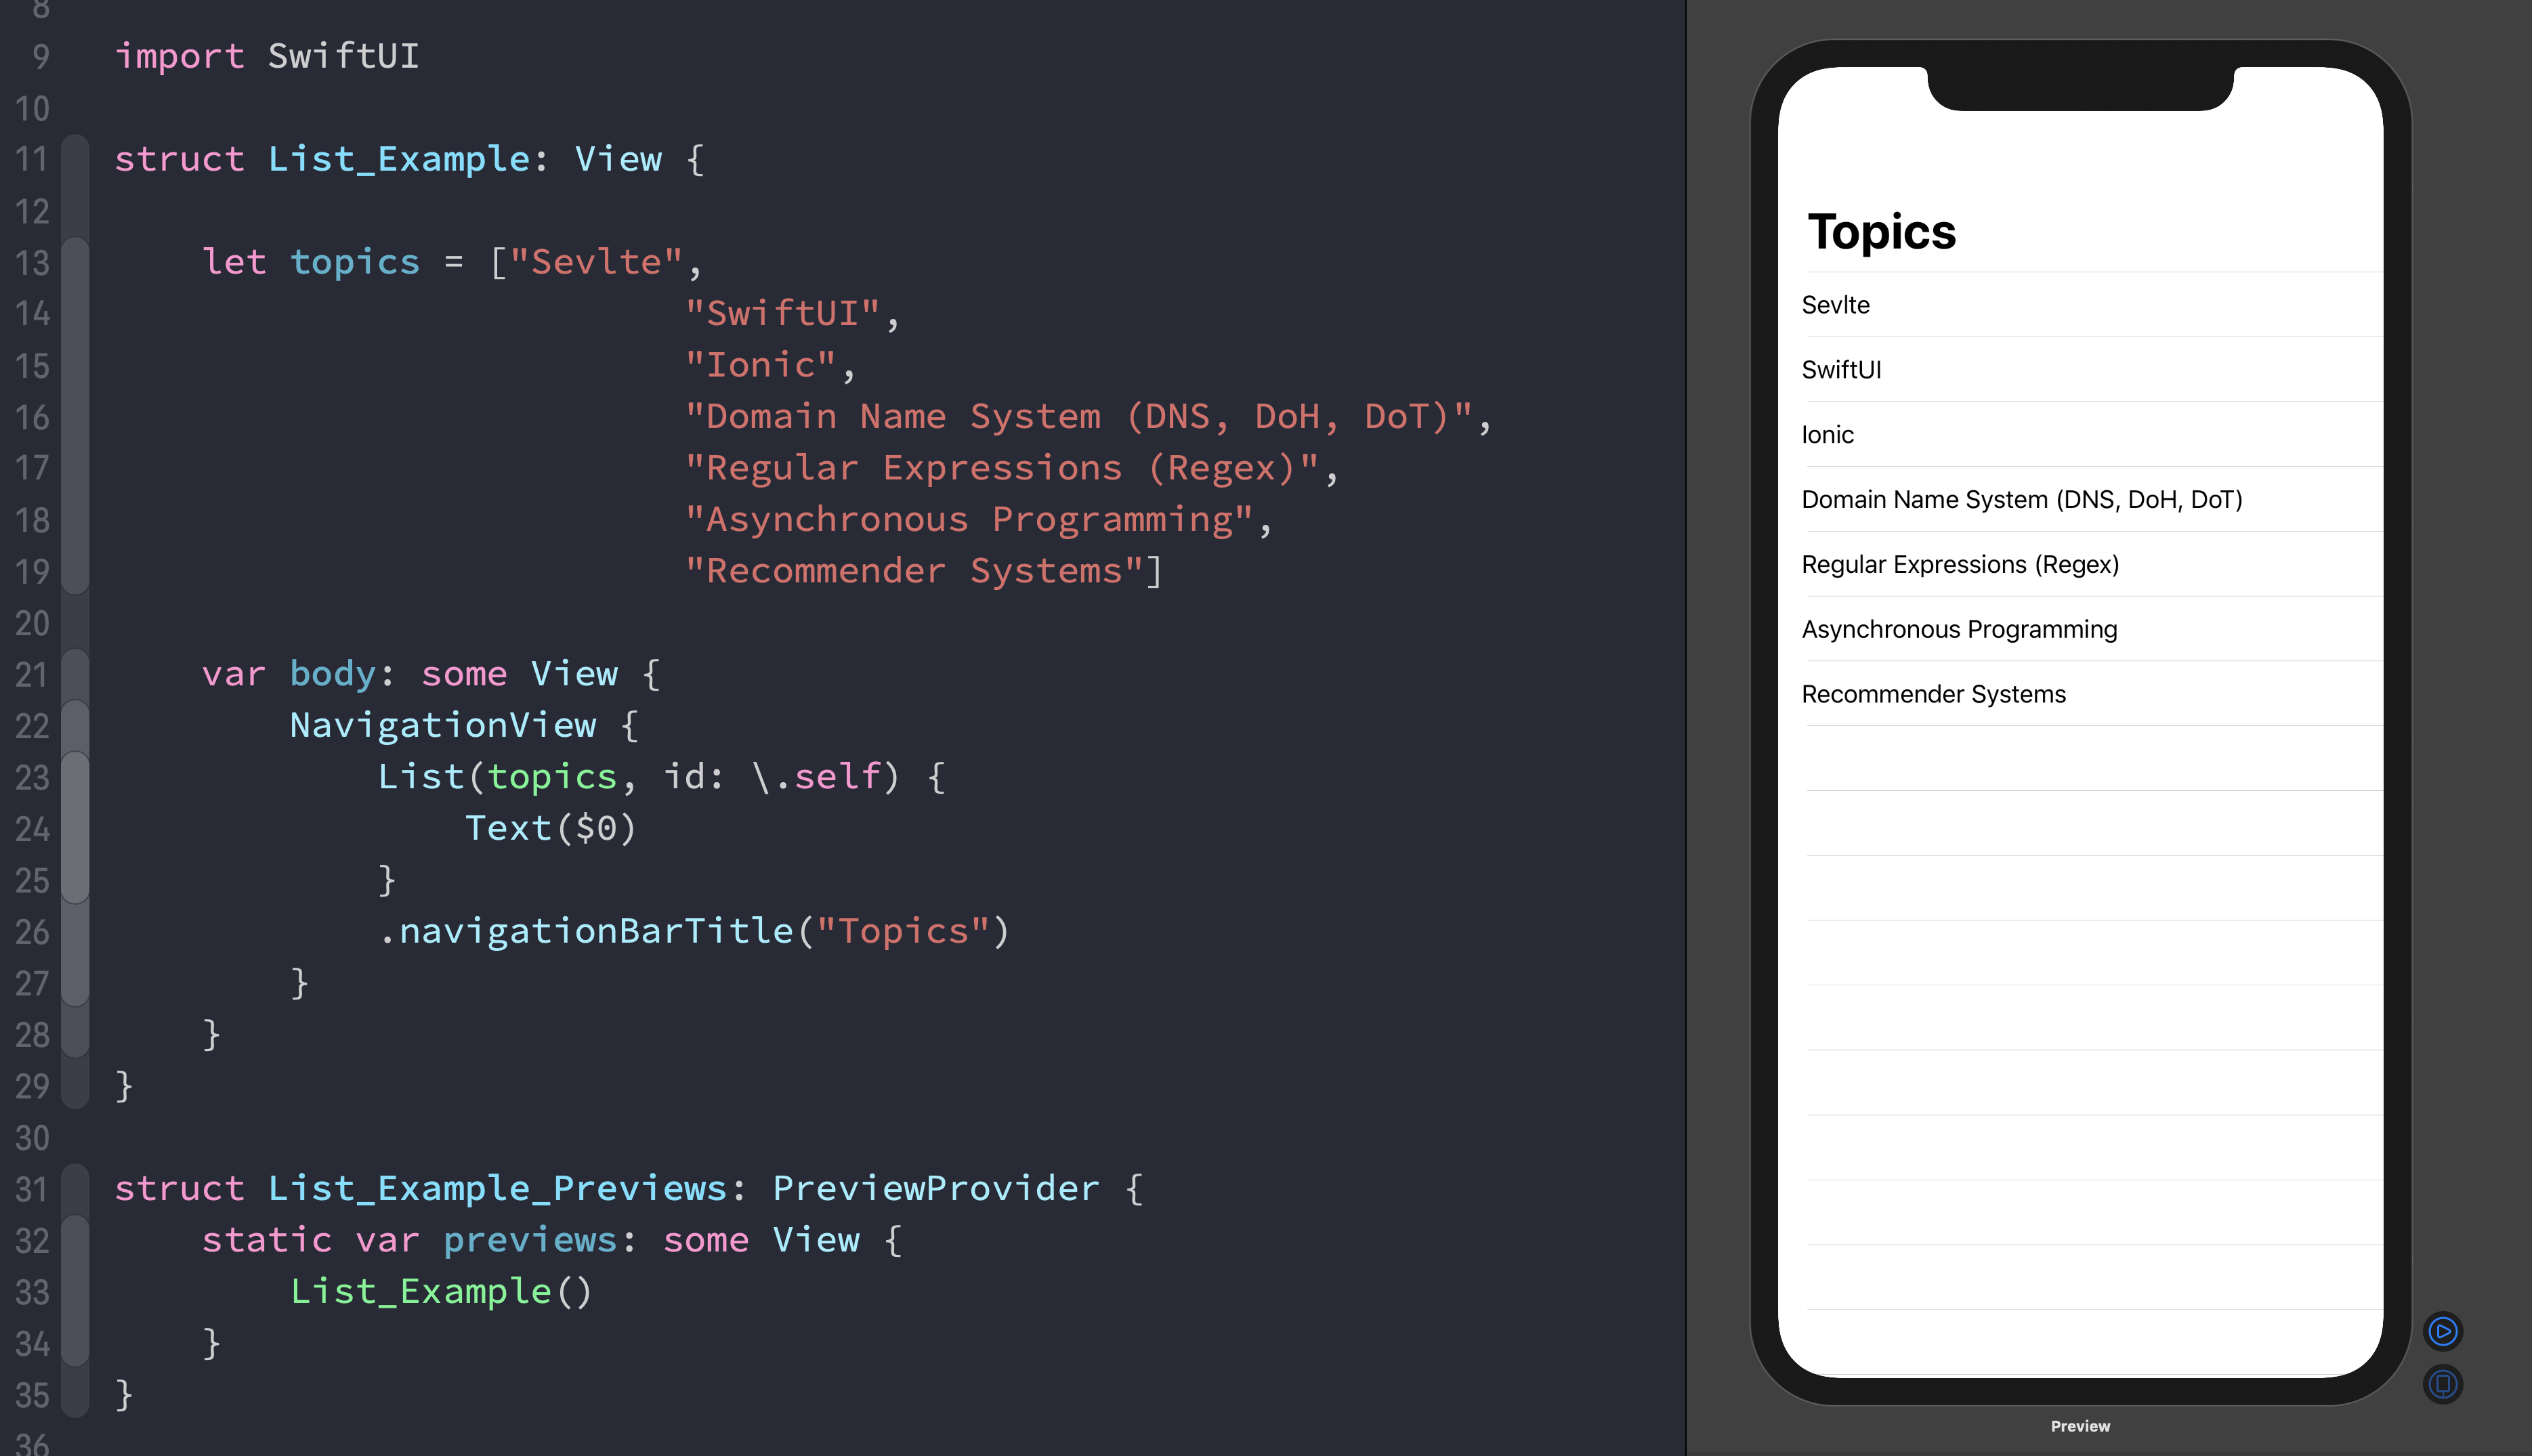 8
9 import SwiftUI
10
11 struct List_Example: View {
12
13     let topics = ["Sevlte",
14                           "SwiftUI",
15                           "Ionic",
16                           "Domain Name System (DNS, DoH, DoT)",
17                           "Regular Expressions (Regex)",
18                           "Asynchronous Programming",
19                           "Recommender Systems"]
20
21     var body: some View {
22         NavigationView {
23             List(topics, id: \.self) {
24                 Text($0)
25             }
26             .navigationBarTitle("Topics")
27         }
28     }
29 }
30
31 struct List_Example_Previews: PreviewProvider {
32     static var previews: some View {
33         List_Example()
34     }
35 }
36
Topics
Sevlte
SwiftUI
Ionic
Domain Name System (DNS, DoH, DoT)
Regular Expressions (Regex)
Asynchronous Programming
Recommender Systems
Preview